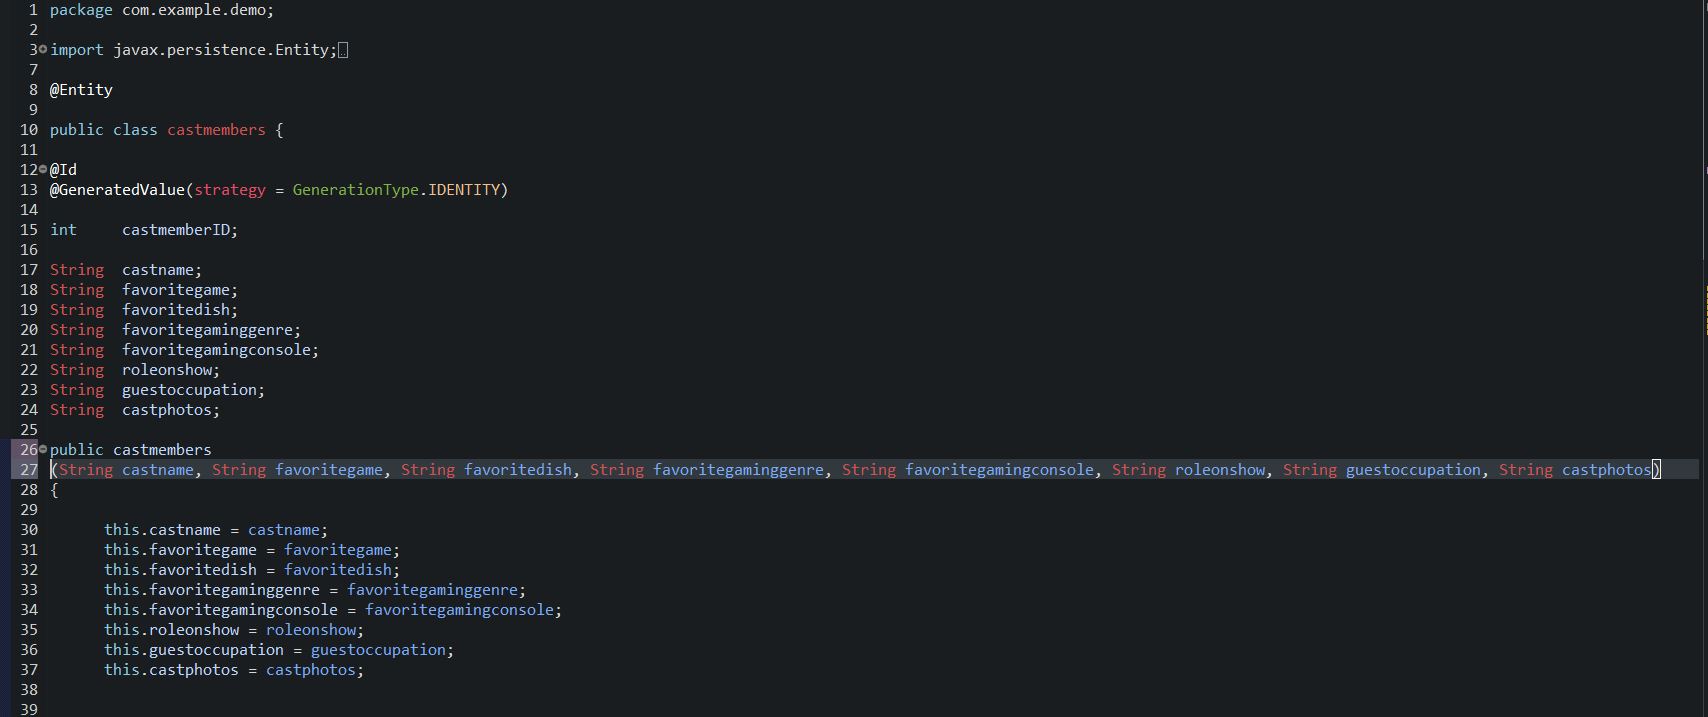 1 package com.example.demo;
2
3 import javax.persistence.Entity;
7
8 @Entity
9
10 public class castmembers {
11
12 @Id
13 @GeneratedValue(strategy = GenerationType.IDENTITY)
14
15 int castmemberID;
16
17 String castname;
18 String favoritegame;
19 String favoritedish;
20 String favoritegaminggenre;
21 String favoritegamingconsole;
22 String roleonshow;
23 String guestoccupation;
24 String castphotos;
25
26 public castmembers
27 (String castname, String favoritegame, String favoritedish, String favoritegaminggenre, String favoritegamingconsole, String roleonshow, String guestoccupation, String castphotos)
28 {
29
30 this.castname = castname;
31 this.favoritegame = favoritegame;
32 this.favoritedish = favoritedish;
33 this.favoritegaminggenre = favoritegaminggenre;
34 this.favoritegamingconsole = favoritegamingconsole;
35 this.roleonshow = roleonshow;
36 this.guestoccupation = guestoccupation;
37 this.castphotos = castphotos;
38
39